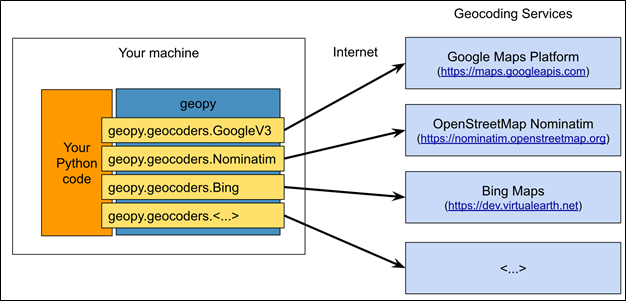 Geocoding Services
Your machine
Internet
Google Maps Platform
(https://maps.googleapis.com)
geopy
Your
Python
code
geopy.geocoders.GoogleV3
geopy.geocoders.Nominatim
geopy.geocoders.Bing
geopy.geocoders.<...>
OpenStreetMap Nominatim
(https://nominatim.openstreetmap.org)
Bing Maps
(https://dev.virtualearth.net)
<...>